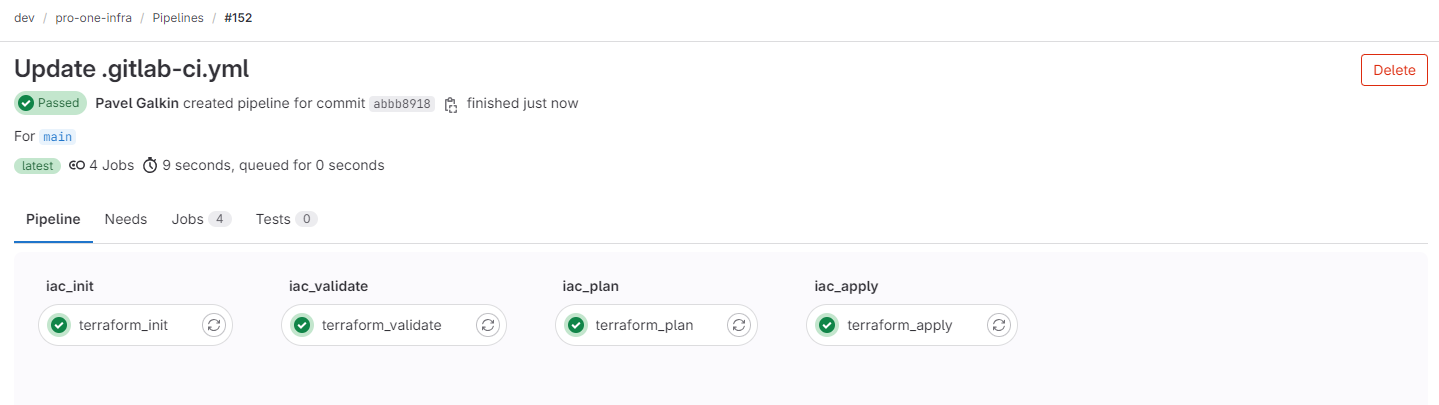 dev / pro-one-infra / Pipelines / #152
Update .gitlab-ci.yml
Delete
Passed Pavel Galkin created pipeline for commit abbb8918 finished just now
For main
latest 4 Jobs 9 seconds, queued for 0 seconds
Pipeline Needs Jobs 4 Tests 0
iac_init iac_validate iac_plan iac_apply
terraform_init terraform_validate terraform_plan terraform_apply